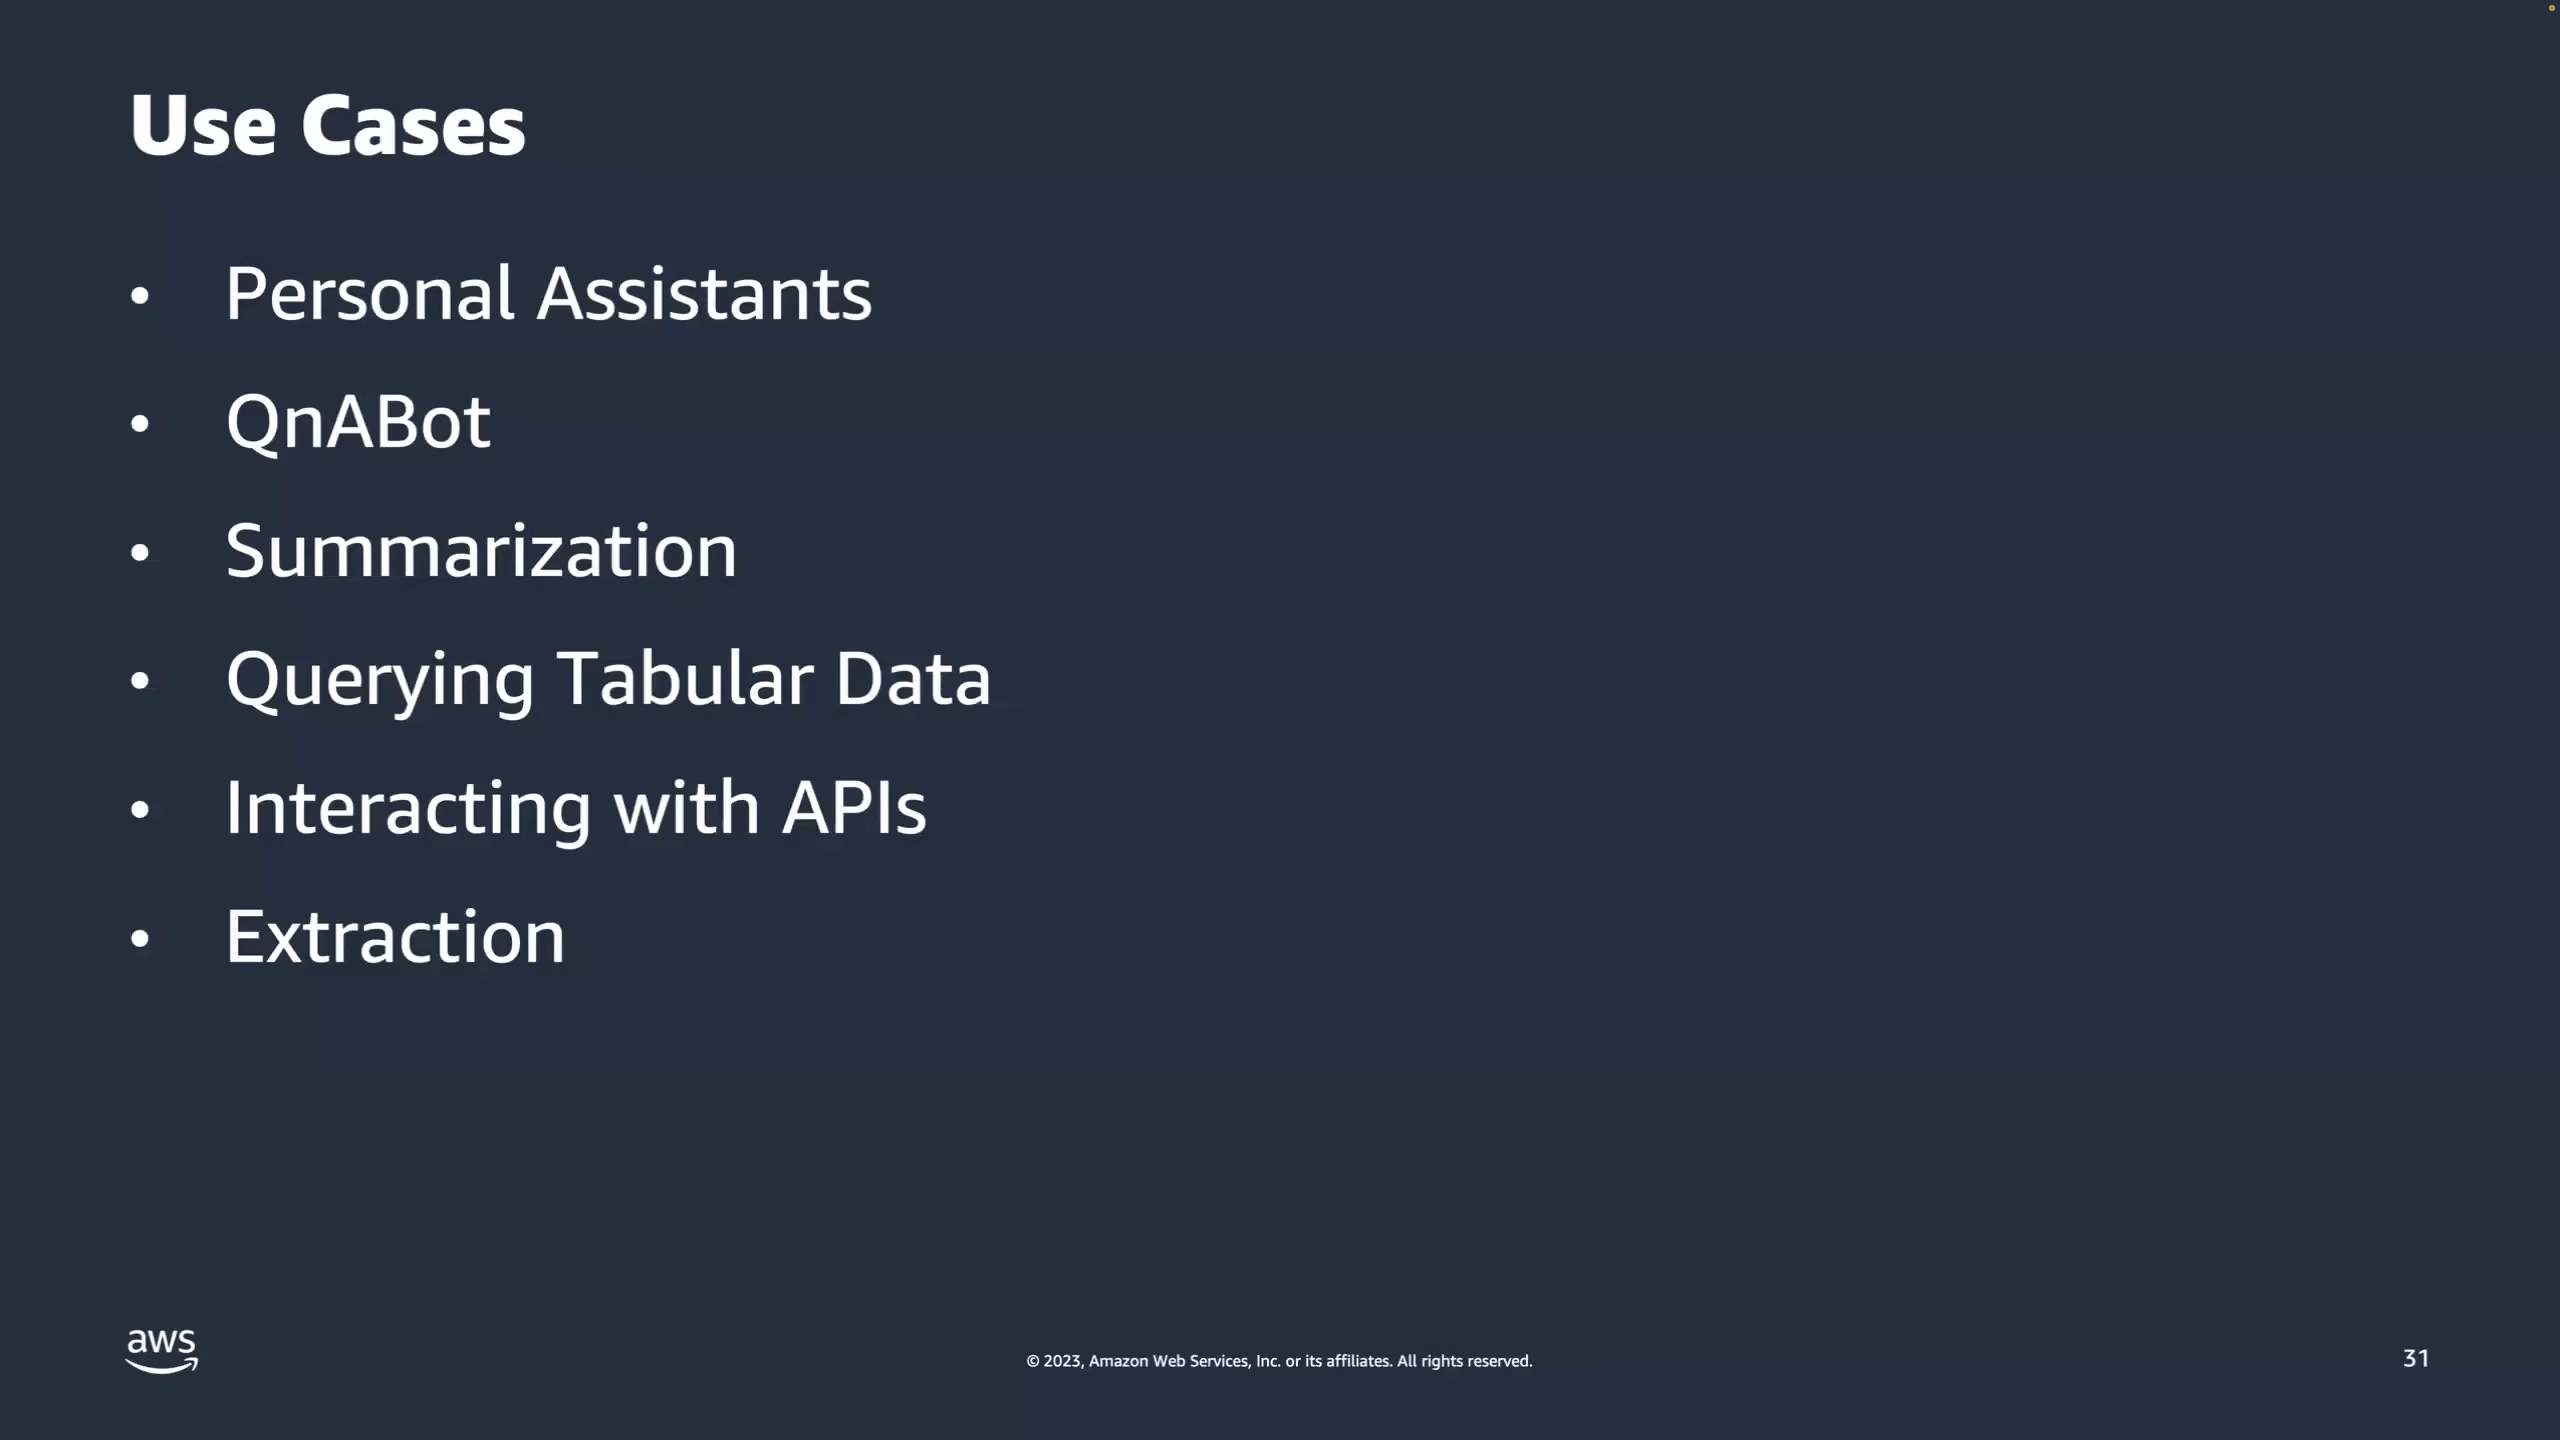 Use Cases
• Personal Assistants
• QnABot
• Summarization
• Querying Tabular Data
• Interacting with APIs
• Extraction
aws
© 2023, Amazon Web Services, Inc. or its affiliates. All rights reserved.
31